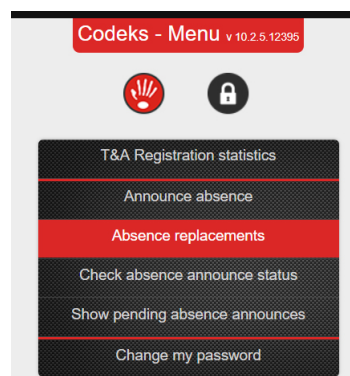 Codeks - Menu v 10.2.5.12395
T&A Registration statistics
Announce absence
Absence replacements
Check absence announce status
Show pending absence announces
Change my password